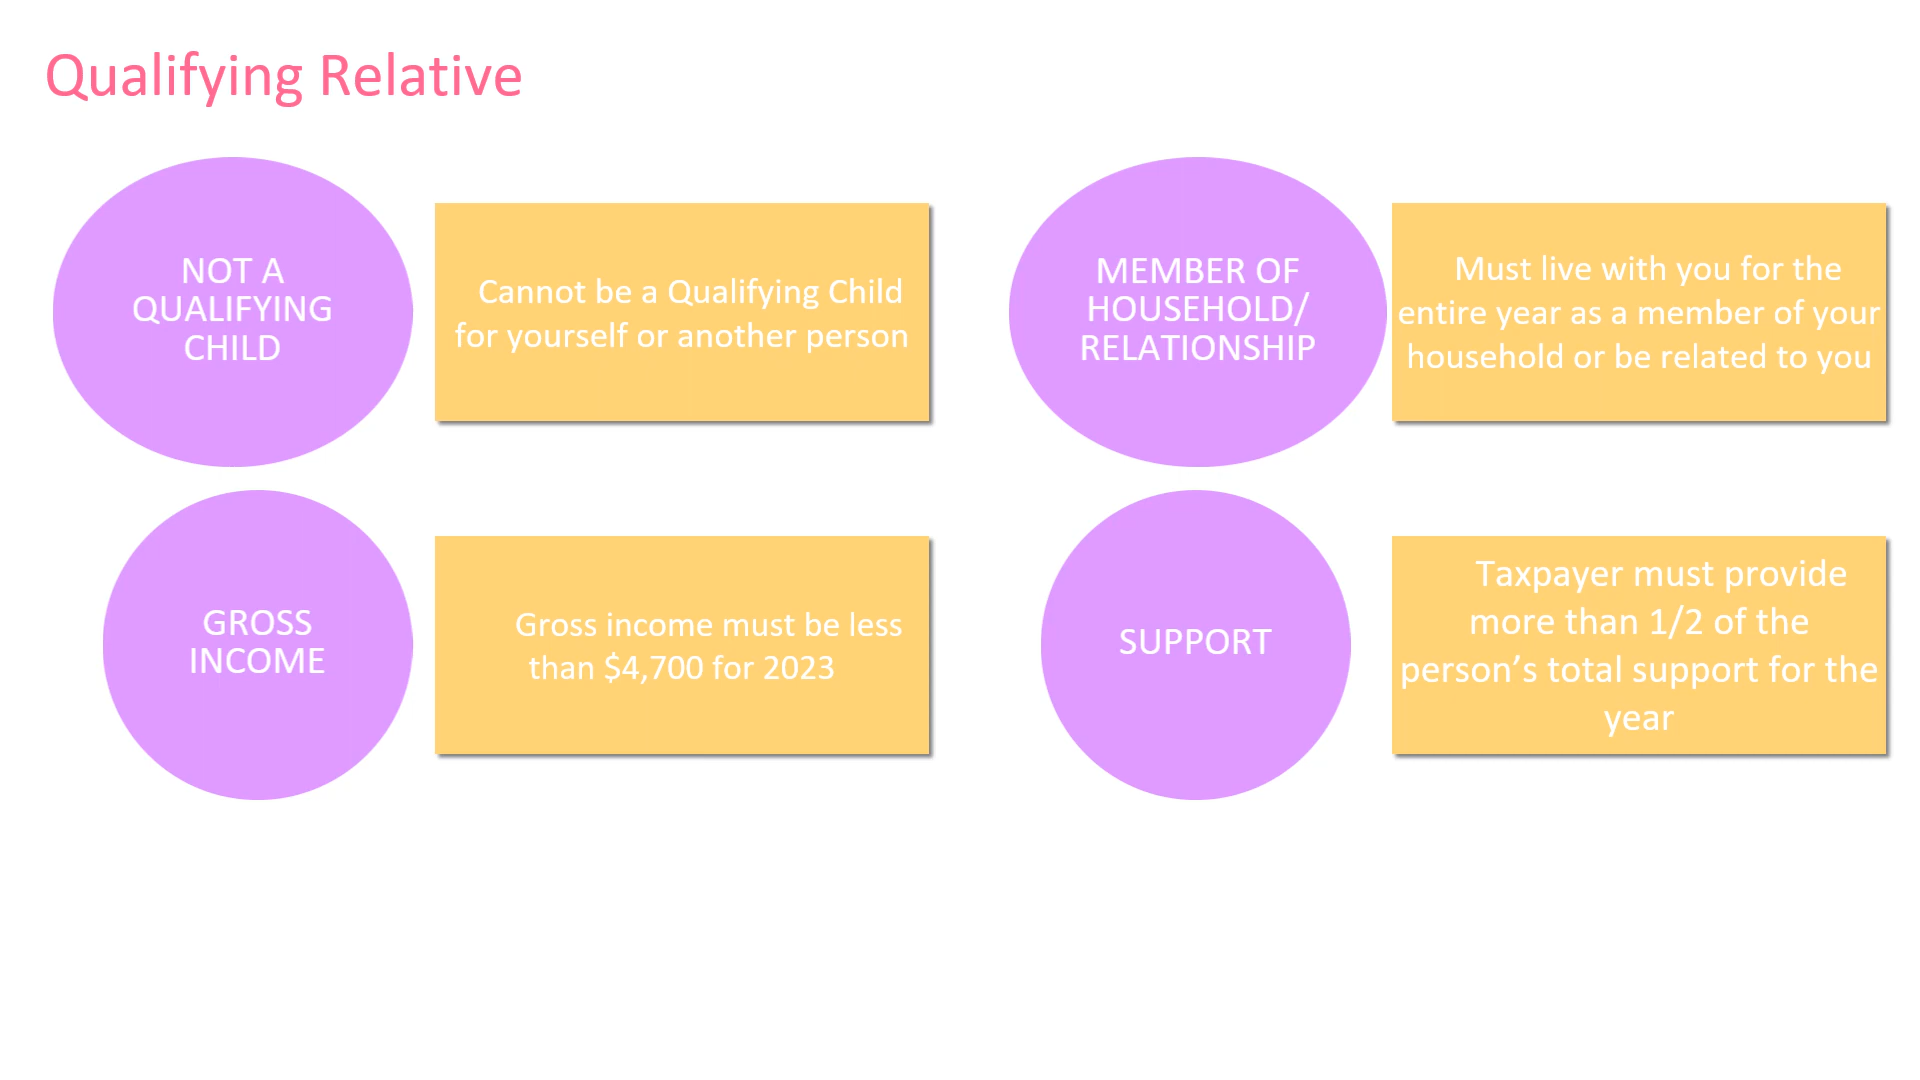 Qualifying Relative
NOT A
QUALIFYING
CHILD
Cannot be a Qualifying Child
for yourself or another person
MEMBER OF
HOUSEHOLD/
RELATIONSHIP
Must live with you for the
entire year as a member of your
household or be related to you
GROSS
INCOME
Gross income must be less
than $4,700 for 2023
SUPPORT
Taxpayer must provide
more than 1/2 of the
person’s total support for the
year